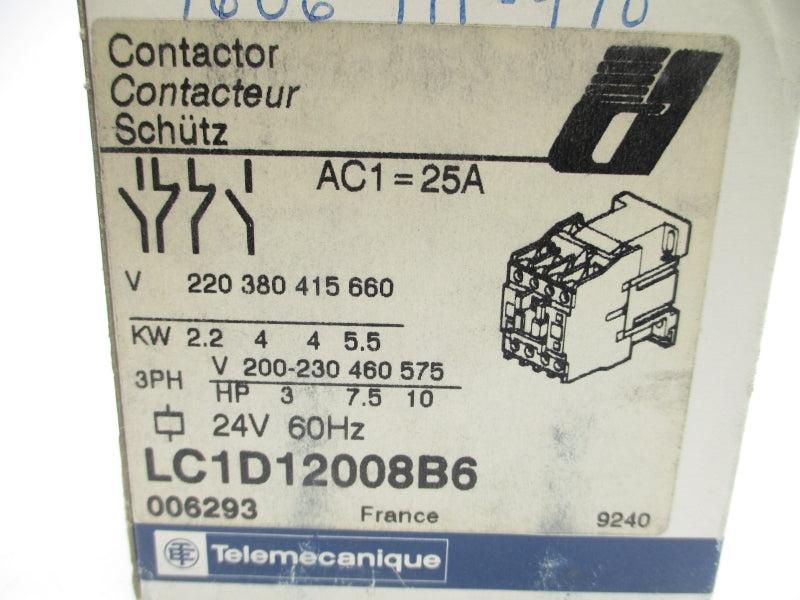 Contactor
Contacteur
Schütz
AC1 = 25A
V 220 380 415 660
KW 2.2 4 4 5.5
3PH V 200-230 460 575
HP 3 7.5 10
24V 60Hz
LC1D12008B6
006293 France 9240
TE Telemecanique